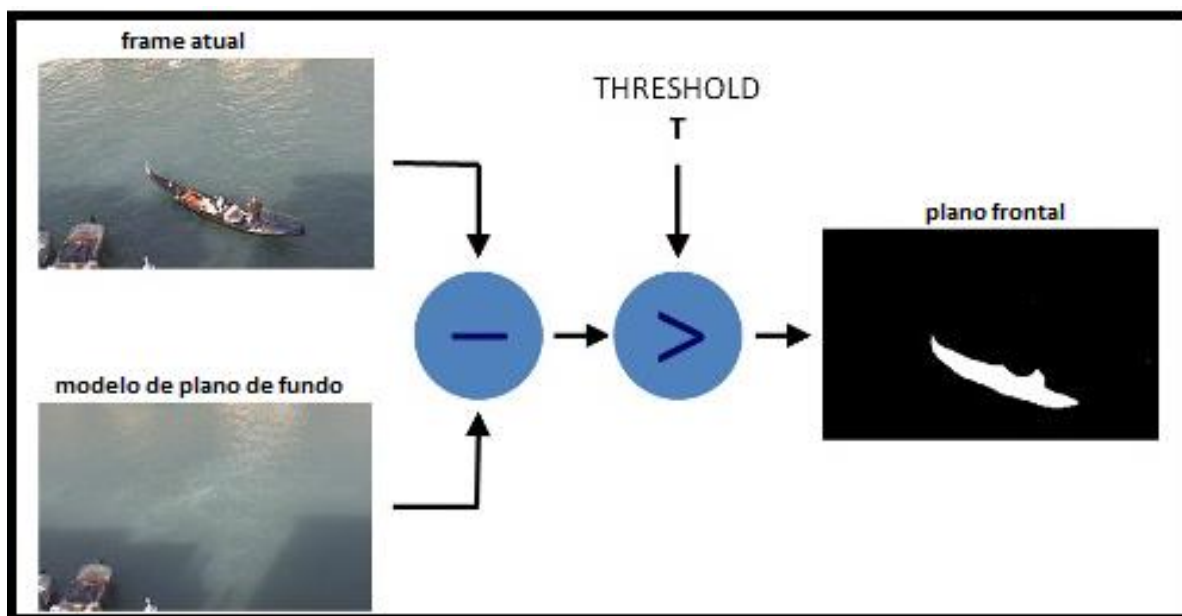 frame atual
THRESHOLD
T
plano frontal
−
>
modelo de plano de fundo